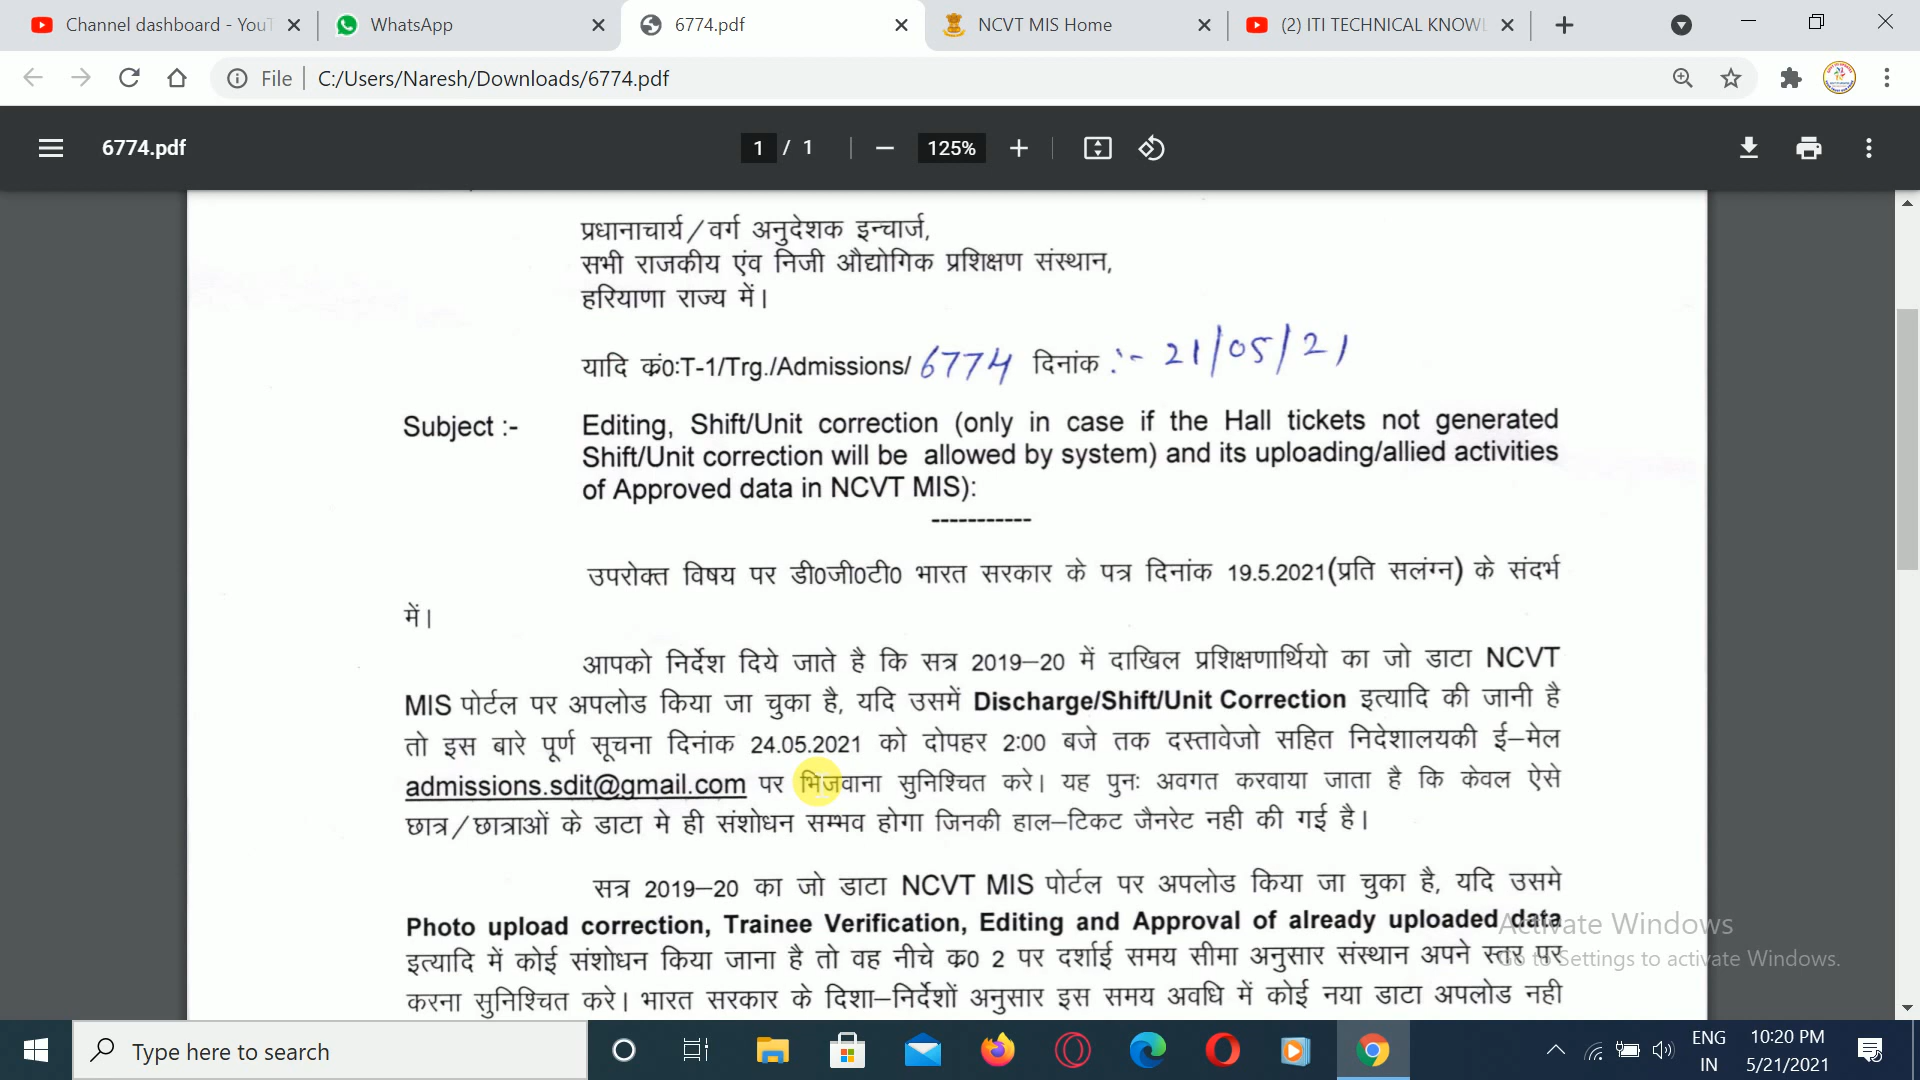 Channel dashboard - YouT
WhatsApp
6774.pdf
NCVT MIS Home
(2) ITI TECHNICAL KNOWL
File
C:/Users/Naresh/Downloads/6774.pdf
6774.pdf
1 / 1
125%
प्रधानाचार्य/वर्ग अनुदेशक इन्चार्ज,
सभी राजकीय एंव निजी औद्योगिक प्रशिक्षण संस्थान,
हरियाणा राज्य में।
यादि कं0:T-1/Trg./Admissions/ 6774 दिनांक :- 21/05/21
Subject :- Editing, Shift/Unit correction (only in case if the Hall tickets not generated
Shift/Unit correction will be allowed by system) and its uploading/allied activities
of Approved data in NCVT MIS):
-----------
उपरोक्त विषय पर डी0जी0टी0 भारत सरकार के पत्र दिनांक 19.5.2021(प्रति सलंग्न) के संदर्भ
में।
आपको निर्देश दिये जाते है कि सत्र 2019-20 में दाखिल प्रशिक्षणार्थियो का जो डाटा NCVT
MIS पोर्टल पर अपलोड किया जा चुका है, यदि उसमें Discharge/Shift/Unit Correction इत्यादि की जानी है
तो इस बारे पूर्ण सूचना दिनांक 24.05.2021 को दोपहर 2:00 बजे तक दस्तावेजो सहित निदेशालयकी ई-मेल
admissions.sdit@gmail.com पर भिजवाना सुनिश्चित करे। यह पुनः अवगत करवाया जाता है कि केवल ऐसे
छात्र/छात्राओं के डाटा मे ही संशोधन सम्भव होगा जिनकी हाल-टिकट जैनरेट नही की गई है।
सत्र 2019-20 का जो डाटा NCVT MIS पोर्टल पर अपलोड किया जा चुका है, यदि उसमे
Photo upload correction, Trainee Verification, Editing and Approval of already uploaded data
इत्यादि में कोई संशोधन किया जाना है तो वह नीचे क0 2 पर दर्शाई समय सीमा अनुसार संस्थान अपने स्तर पर
करना सुनिश्चित करे। भारत सरकार के दिशा-निर्देशों अनुसार इस समय अवधि में कोई नया डाटा अपलोड नही
Activate Windows
Go to Settings to activate Windows.
Type here to search
ENG
IN
10:20 PM
5/21/2021